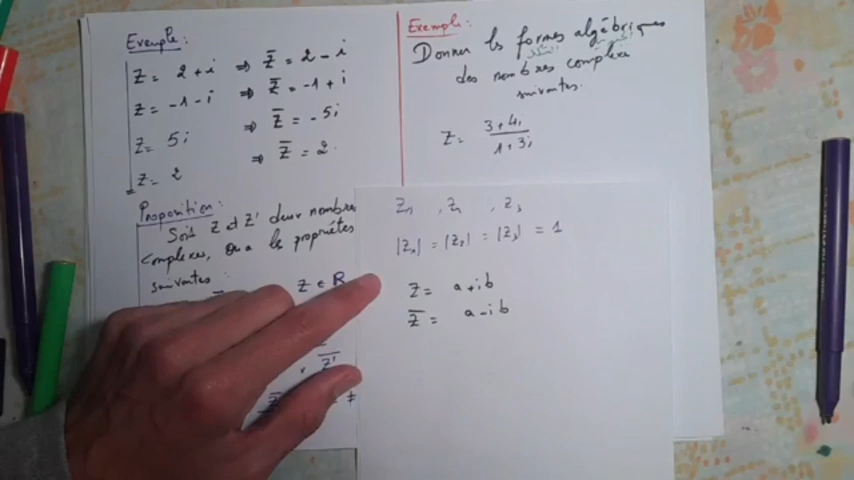 Exemple:
Z = 2 + i ⇒ Z̅ = 2 - i
Z = -1 - i ⇒ Z̅ = -1 + i
Z = 5i ⇒ Z̅ = -5i
Z = 2 ⇒ Z̅ = 2
Proposition:
Soit Z et Z' deux nombres
complexes, On a les propriétés
suivantes:
Z ∈ R
Z̅'
Exemple:
Donner les formes algébriques
des nombres complexe
suivantes.
Z = 3+4i / 1+3i
Z₁, Z₂, Z₃
|Z₁| = |Z₂| = |Z₃| = 1
Z = a+ib
Z̅ = a-ib